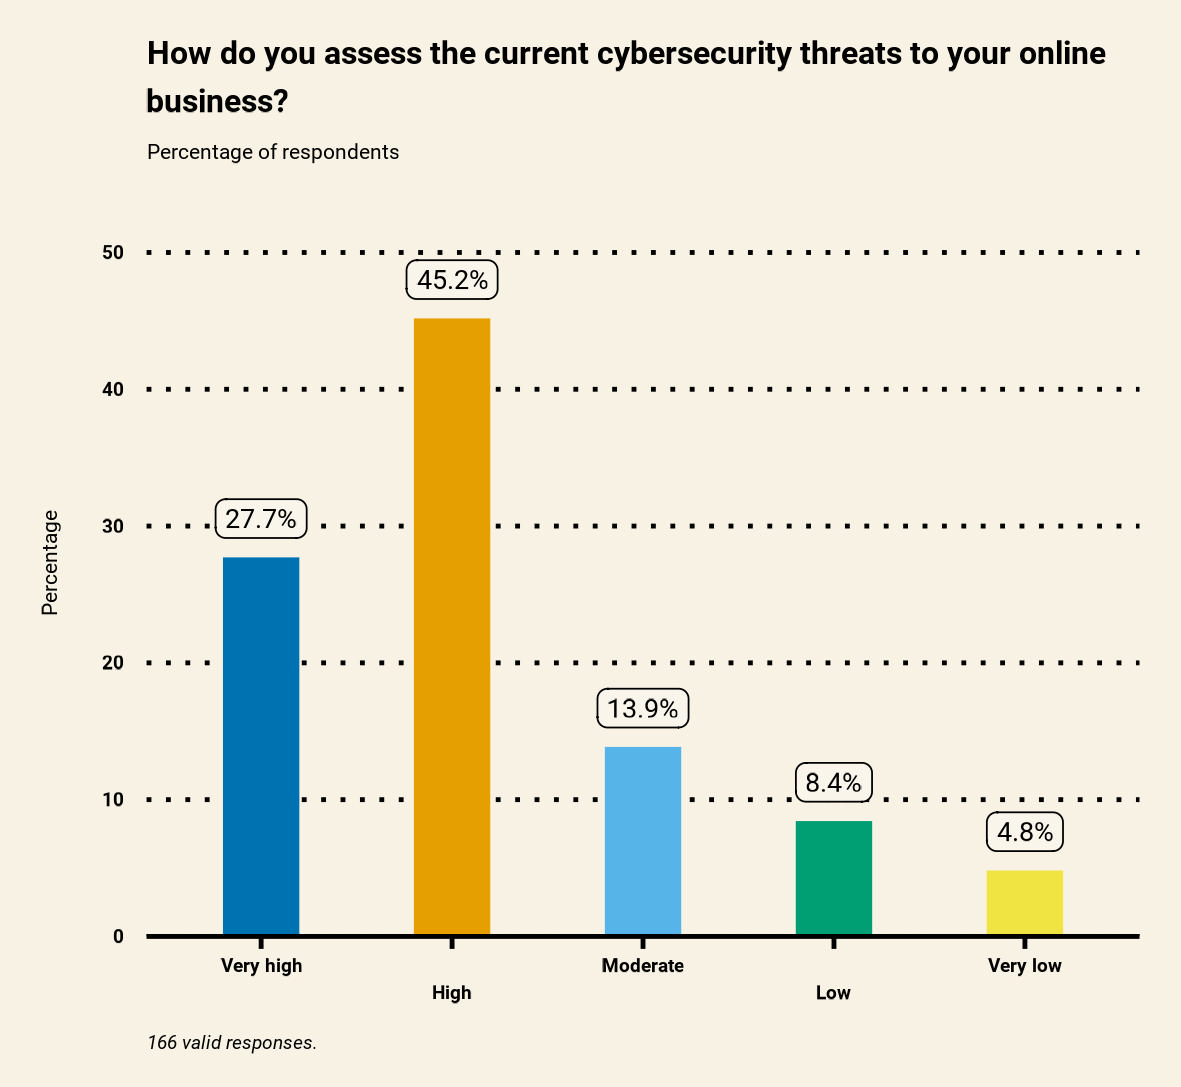 How do you assess the current cybersecurity threats to your online
business?
Percentage of respondents
50
45.2%
40
27.7%
30
Percentage
20
13.9%
8.4%
10
4.8%
0
Very high
High
Moderate
Low
Very low
166 valid responses.